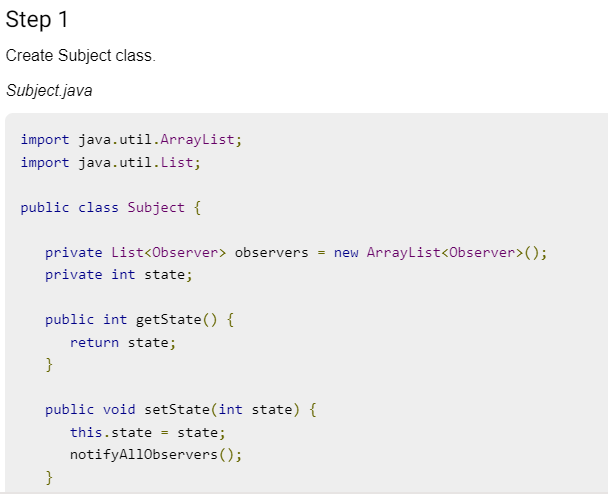 Step 1
Create Subject class.
Subject.java
import java.util.ArrayList;
import java.util.List;
public class Subject {
private List<Observer> observers = new ArrayList<Observer>();
private int state;
public int getState() {
return state;
}
public void setState(int state) {
this.state = state;
notifyAllObservers();
}